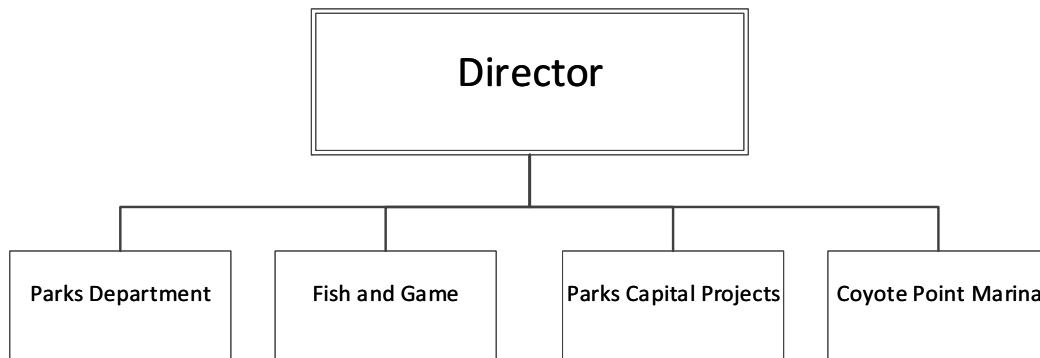 Director
Parks Department
Fish and Game
Parks Capital Projects
Coyote Point Marina